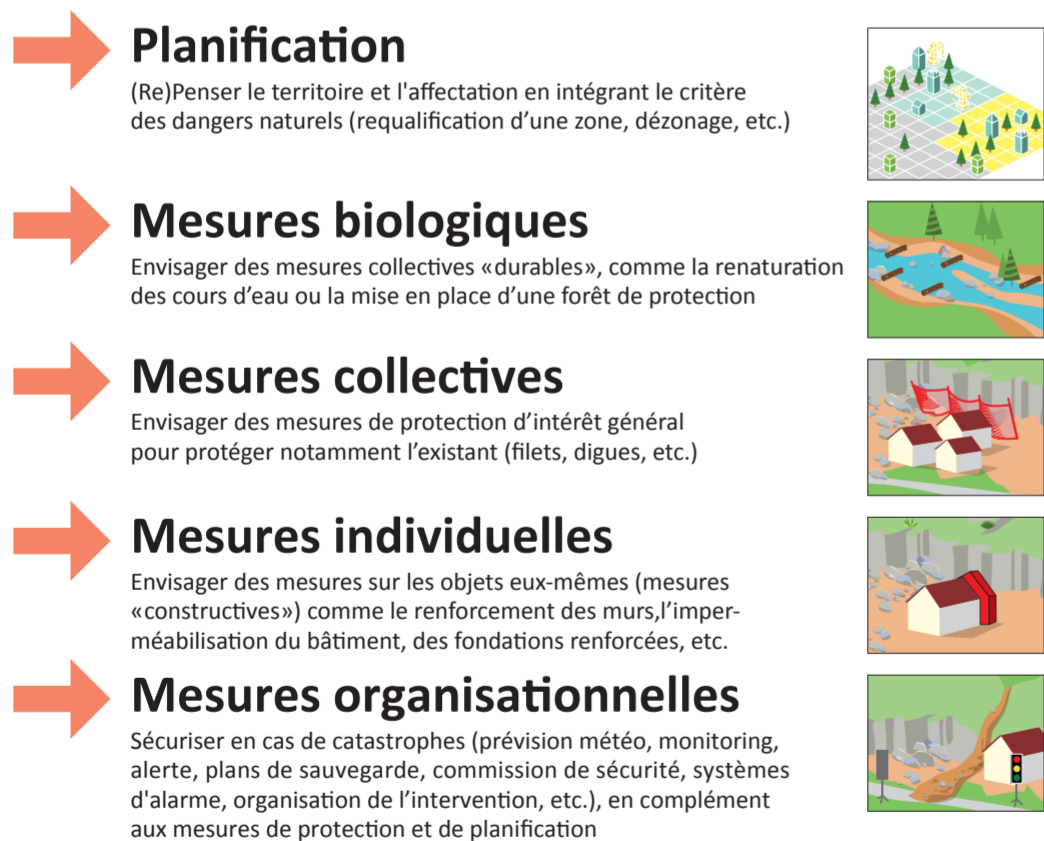 Planification
(Re)Penser le territoire et l'affectation en intégrant le critère
des dangers naturels (requalification d’une zone, dézonage, etc.)
Mesures biologiques
Envisager des mesures collectives «durables», comme la renaturation
des cours d’eau ou la mise en place d’une forêt de protection
Mesures collectives
Envisager des mesures de protection d’intérêt général
pour protéger notamment l’existant (filets, digues, etc.)
Mesures individuelles
Envisager des mesures sur les objets eux-mêmes (mesures
«constructives») comme le renforcement des murs,l’imper-
méabilisation du bâtiment, des fondations renforcées, etc.
Mesures organisationnelles
Sécuriser en cas de catastrophes (prévision météo, monitoring,
alerte, plans de sauvegarde, commission de sécurité, systèmes
d'alarme, organisation de l’intervention, etc.), en complément
aux mesures de protection et de planification